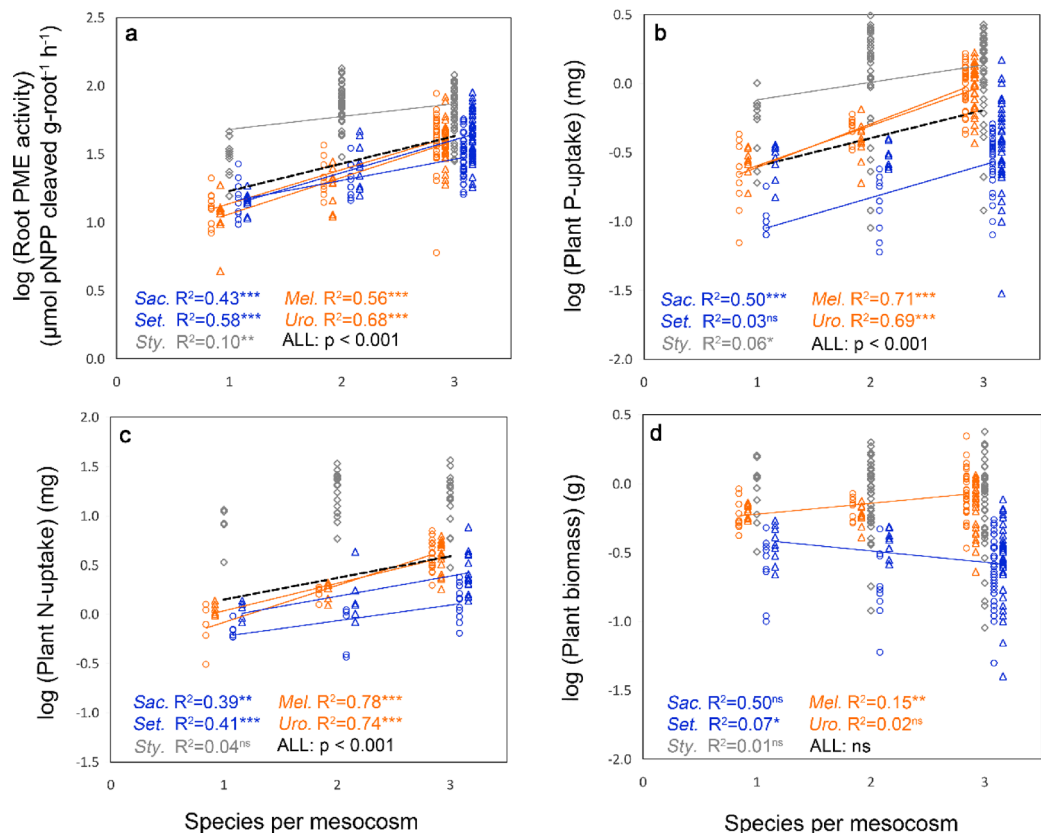 a
log (Root PME activity)
(µmol pNPP cleaved g-root⁻¹ h⁻¹)
2.5
2.0
1.5
1.0
0.5
0.0
Sac. R²=0.43***
Mel. R²=0.56***
Set. R²=0.58***
Uro. R²=0.68***
Sty. R²=0.10**
ALL: p < 0.001
0 1 2 3
b
log (Plant P-uptake) (mg)
0.5
0.0
-0.5
-1.0
-1.5
-2.0
Sac. R²=0.50***
Mel. R²=0.71***
Set. R²=0.03ns
Uro. R²=0.69***
Sty. R²=0.06*
ALL: p < 0.001
0 1 2 3
c
log (Plant N-uptake) (mg)
2.0
1.5
1.0
0.5
0.0
-0.5
-1.0
-1.5
Sac. R²=0.39**
Mel. R²=0.78***
Set. R²=0.41***
Uro. R²=0.74***
Sty. R²=0.04ns
ALL: p < 0.001
0 1 2 3
Species per mesocosm
d
log (Plant biomass) (g)
0.5
0.0
-0.5
-1.0
-1.5
-2.0
Sac. R²=0.50ns
Mel. R²=0.15**
Set. R²=0.07*
Uro. R²=0.02ns
Sty. R²=0.01ns
ALL: ns
0 1 2 3
Species per mesocosm